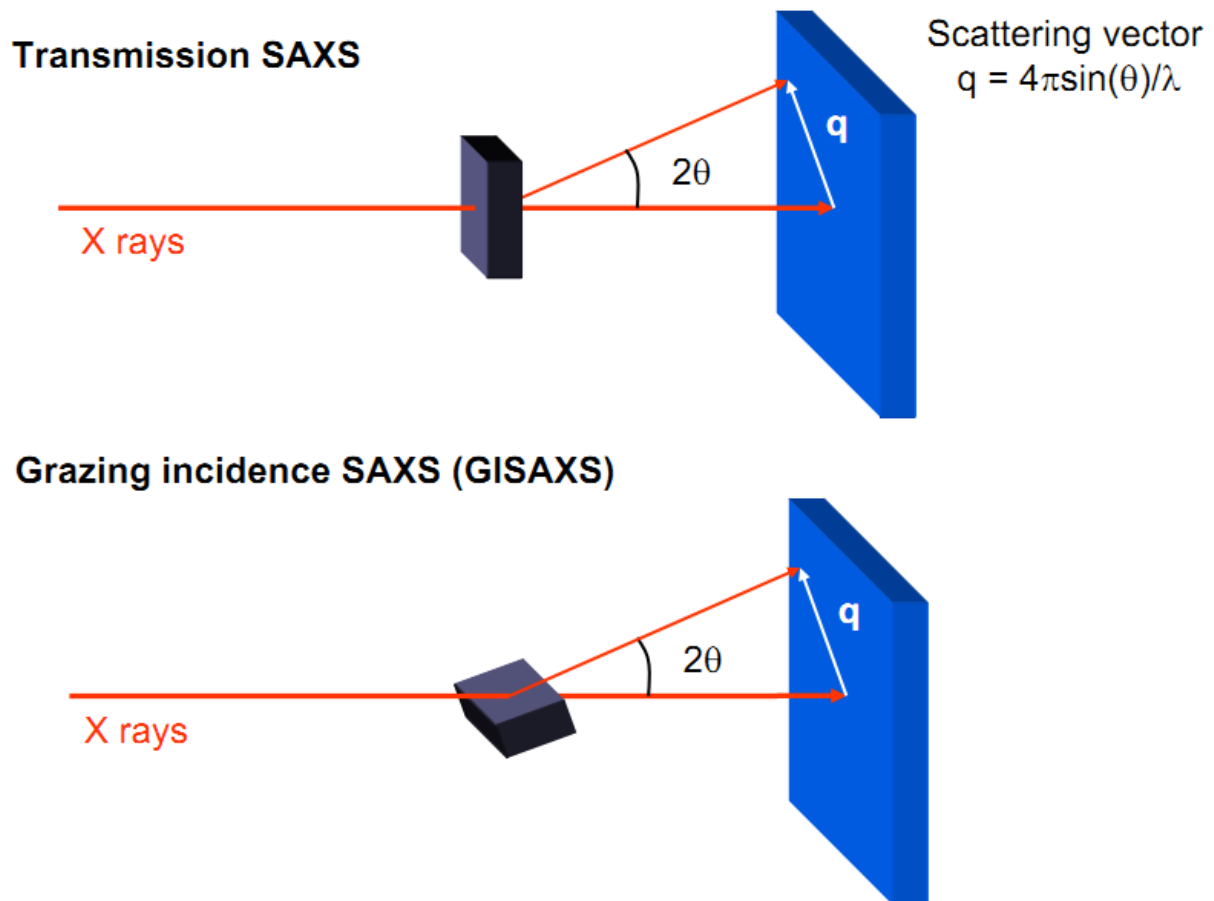 Transmission SAXS
Scattering vector
q = 4πsin(θ)/λ
q
2θ
X rays
Grazing incidence SAXS (GISAXS)
q
2θ
X rays